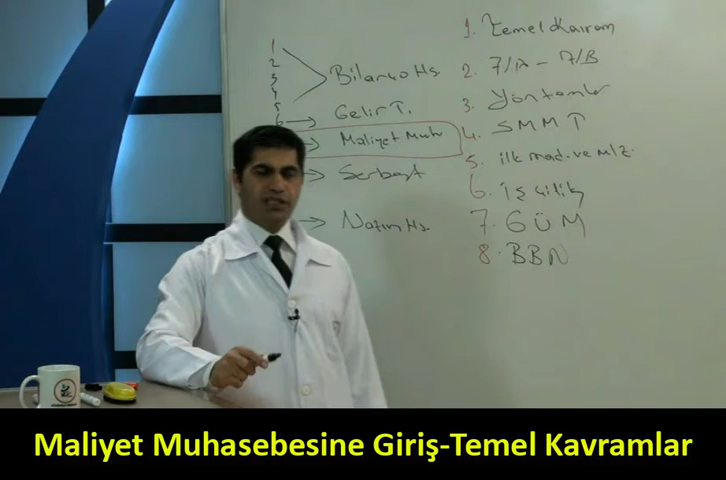 1
2
3
4
5
6
Bilanço Hs.
Gelir T.
Maliyet Muh
Serbest
Nazım Hs.
1. Temel Kavram
2. 7/A - 7/B
3. Yöntemler
4. SMMT
5. ilk mad. ve mlz.
6. işçilik
7. GÜM
8. BBN
Maliyet Muhasebesine Giriş-Temel Kavramlar